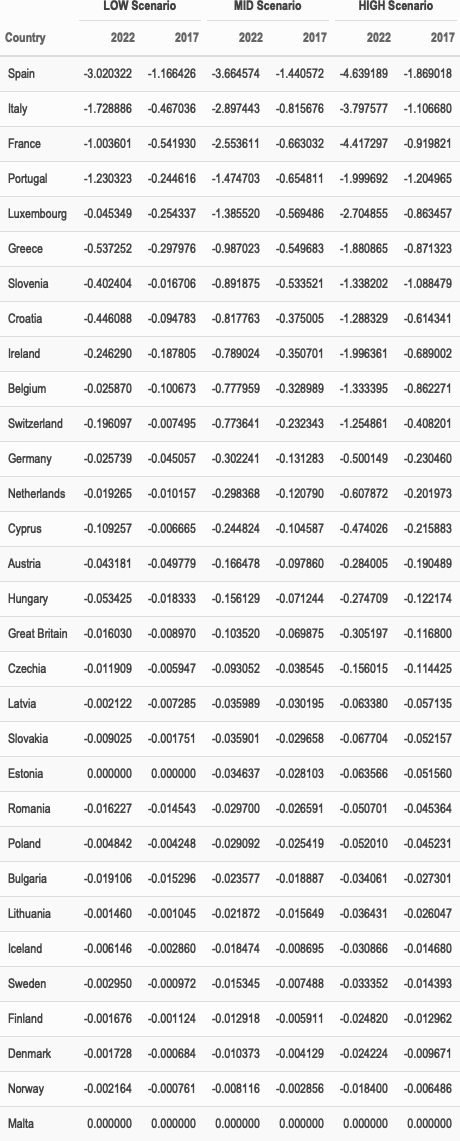 LOW Scenario MID Scenario HIGH Scenario
Country 2022 2017 2022 2017 2022 2017
Spain -3.020322 -1.166426 -3.664574 -1.440572 -4.639189 -1.869018
Italy -1.728886 -0.467036 -2.897443 -0.815676 -3.797577 -1.106680
France -1.003601 -0.541930 -2.553611 -0.663032 -4.417297 -0.919821
Portugal -1.230323 -0.244616 -1.474703 -0.654811 -1.999692 -1.204965
Luxembourg -0.045349 -0.254337 -1.385520 -0.569486 -2.704855 -0.863457
Greece -0.537252 -0.297976 -0.987023 -0.549683 -1.880865 -0.871323
Slovenia -0.402404 -0.016706 -0.891875 -0.533521 -1.338202 -1.088479
Croatia -0.446088 -0.094783 -0.817763 -0.375005 -1.288329 -0.614341
Ireland -0.246290 -0.187805 -0.789024 -0.350701 -1.996361 -0.689002
Belgium -0.025870 -0.100673 -0.777959 -0.328989 -1.333395 -0.862271
Switzerland -0.196097 -0.007495 -0.773641 -0.232343 -1.254861 -0.408201
Germany -0.025739 -0.045057 -0.302241 -0.131283 -0.500149 -0.230460
Netherlands -0.019265 -0.010157 -0.298368 -0.120790 -0.607872 -0.201973
Cyprus -0.109257 -0.006665 -0.244824 -0.104587 -0.474026 -0.215883
Austria -0.043181 -0.049779 -0.166478 -0.097860 -0.284005 -0.190489
Hungary -0.053425 -0.018333 -0.156129 -0.071244 -0.274709 -0.122174
Great Britain -0.016030 -0.008970 -0.103520 -0.069875 -0.305197 -0.116800
Czechia -0.011909 -0.005947 -0.093052 -0.038545 -0.156015 -0.114425
Latvia -0.002122 -0.007285 -0.035989 -0.030195 -0.063380 -0.057135
Slovakia -0.009025 -0.001751 -0.035901 -0.029658 -0.067704 -0.052157
Estonia 0.000000 0.000000 -0.034637 -0.028103 -0.063566 -0.051560
Romania -0.016227 -0.014543 -0.029700 -0.026591 -0.050701 -0.045364
Poland -0.004842 -0.004248 -0.029092 -0.025419 -0.052010 -0.045231
Bulgaria -0.019106 -0.015296 -0.023577 -0.018887 -0.034061 -0.027301
Lithuania -0.001460 -0.001045 -0.021872 -0.015649 -0.036431 -0.026047
Iceland -0.006146 -0.002860 -0.018474 -0.008695 -0.030866 -0.014680
Sweden -0.002950 -0.000972 -0.015345 -0.007488 -0.033352 -0.014393
Finland -0.001676 -0.001124 -0.012918 -0.005911 -0.024820 -0.012962
Denmark -0.001728 -0.000684 -0.010373 -0.004129 -0.024224 -0.009671
Norway -0.002164 -0.000761 -0.008116 -0.002856 -0.018400 -0.006486
Malta 0.000000 0.000000 0.000000 0.000000 0.000000 0.000000